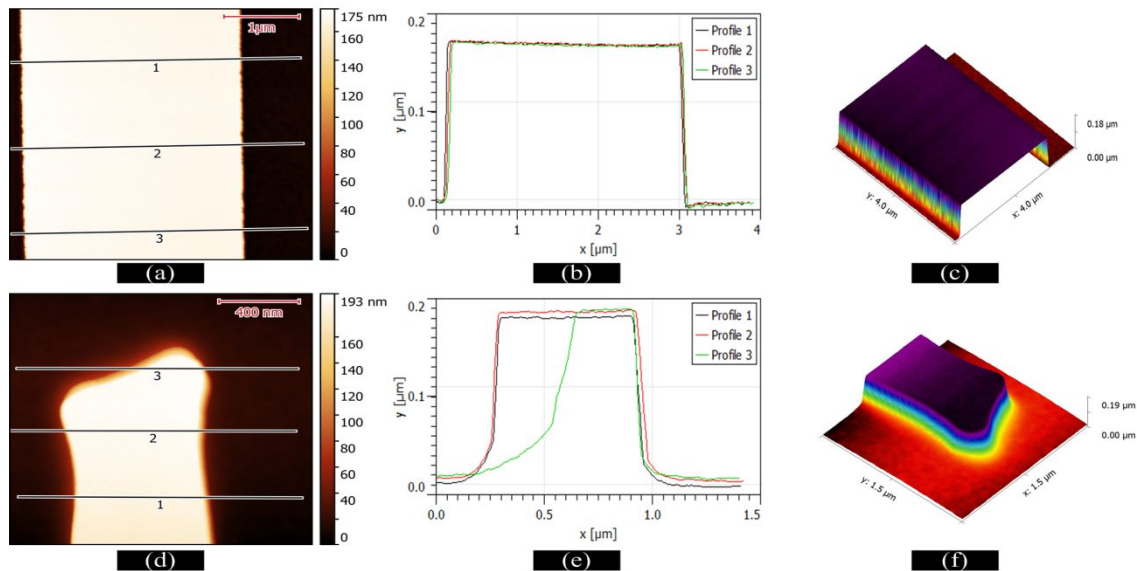 1µm
1
2
3
175 nm
160
140
120
100
80
60
40
0
(a)
0.2
0.1
0.0
y [µm]
0
1
2
3
4
x [µm]
Profile 1
Profile 2
Profile 3
(b)
0.18 µm
0.00 µm
y: 4.0 µm
x: 4.0 µm
(c)
400 nm
3
2
1
193 nm
160
140
120
100
80
60
40
0
(d)
0.2
0.1
0.0
y [µm]
0.0
0.5
1.0
1.5
x [µm]
Profile 1
Profile 2
Profile 3
(e)
0.19 µm
0.00 µm
y: 1.5 µm
x: 1.5 µm
(f)